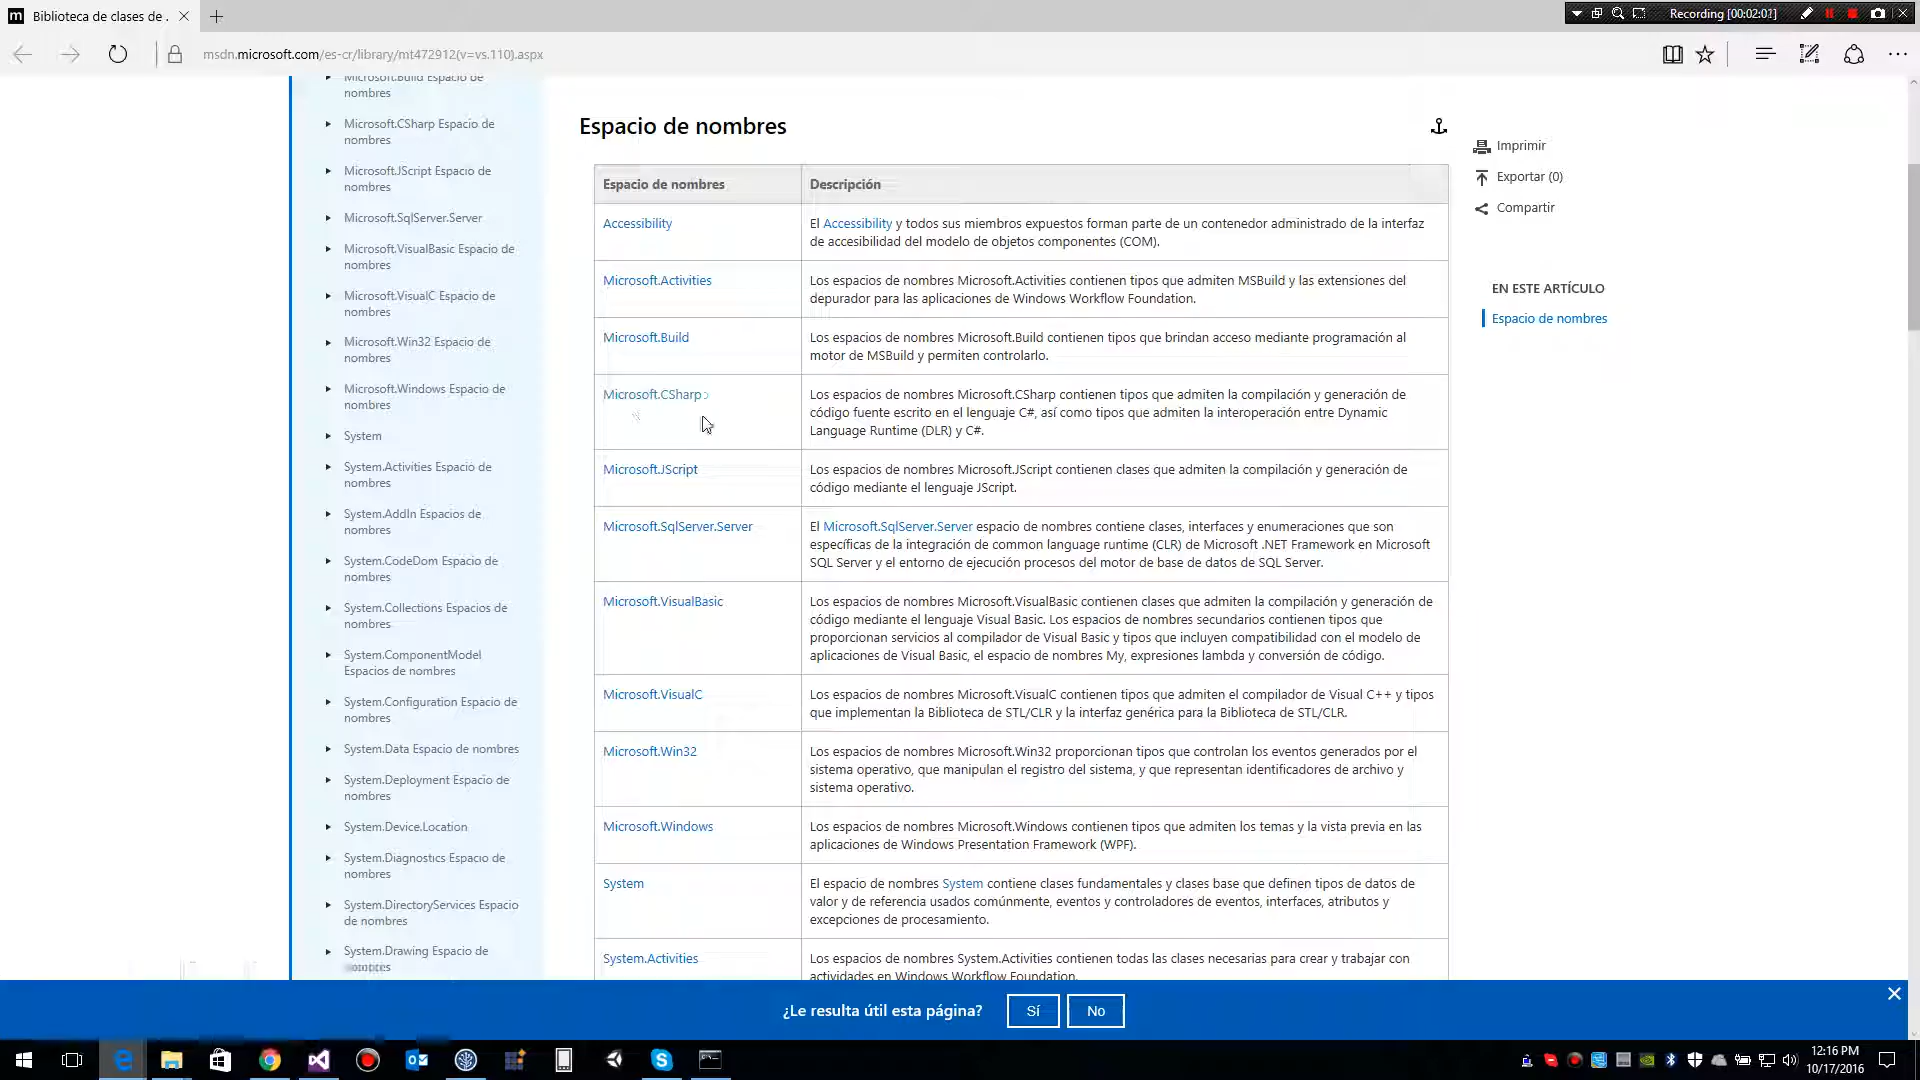 Biblioteca de clases de .
Recording [00:02:01]
msdn.microsoft.com/es-cr/library/mt472912(v=vs.110).aspx
Microsoft.Build Espacio de
nombres
Microsoft.CSharp Espacio de
nombres
Microsoft.JScript Espacio de
nombres
Microsoft.SqlServer.Server
Microsoft.VisualBasic Espacio de
nombres
Microsoft.VisualC Espacio de
nombres
Microsoft.Win32 Espacio de
nombres
Microsoft.Windows Espacio de
nombres
System
System.Activities Espacio de
nombres
System.AddIn Espacios de
nombres
System.CodeDom Espacio de
nombres
System.Collections Espacios de
nombres
System.ComponentModel
Espacios de nombres
System.Configuration Espacio de
nombres
System.Data Espacio de nombres
System.Deployment Espacio de
nombres
System.Device.Location
System.Diagnostics Espacio de
nombres
System.DirectoryServices Espacio
de nombres
System.Drawing Espacio de
nombres
Espacio de nombres
Espacio de nombres Descripción
Accessibility
El Accessibility y todos sus miembros expuestos forman parte de un contenedor administrado de la interfaz
de accesibilidad del modelo de objetos componentes (COM).
Microsoft.Activities
Los espacios de nombres Microsoft.Activities contienen tipos que admiten MSBuild y las extensiones del
depurador para las aplicaciones de Windows Workflow Foundation.
Microsoft.Build
Los espacios de nombres Microsoft.Build contienen tipos que brindan acceso mediante programación al
motor de MSBuild y permiten controlarlo.
Microsoft.CSharp
Los espacios de nombres Microsoft.CSharp contienen tipos que admiten la compilación y generación de
código fuente escrito en el lenguaje C#, así como tipos que admiten la interoperación entre Dynamic
Language Runtime (DLR) y C#.
Microsoft.JScript
Los espacios de nombres Microsoft.JScript contienen clases que admiten la compilación y generación de
código mediante el lenguaje JScript.
Microsoft.SqlServer.Server
El Microsoft.SqlServer.Server espacio de nombres contiene clases, interfaces y enumeraciones que son
específicas de la integración de common language runtime (CLR) de Microsoft .NET Framework en Microsoft
SQL Server y el entorno de ejecución procesos del motor de base de datos de SQL Server.
Microsoft.VisualBasic
Los espacios de nombres Microsoft.VisualBasic contienen clases que admiten la compilación y generación de
código mediante el lenguaje Visual Basic. Los espacios de nombres secundarios contienen tipos que
proporcionan servicios al compilador de Visual Basic y tipos que incluyen compatibilidad con el modelo de
aplicaciones de Visual Basic, el espacio de nombres My, expresiones lambda y conversión de código.
Microsoft.VisualC
Los espacios de nombres Microsoft.VisualC contienen tipos que admiten el compilador de Visual C++ y tipos
que implementan la Biblioteca de STL/CLR y la interfaz genérica para la Biblioteca de STL/CLR.
Microsoft.Win32
Los espacios de nombres Microsoft.Win32 proporcionan tipos que controlan los eventos generados por el
sistema operativo, que manipulan el registro del sistema, y que representan identificadores de archivo y
sistema operativo.
Microsoft.Windows
Los espacios de nombres Microsoft.Windows contienen tipos que admiten los temas y la vista previa en las
aplicaciones de Windows Presentation Framework (WPF).
System
El espacio de nombres System contiene clases fundamentales y clases base que definen tipos de datos de
valor y de referencia usados comúnmente, eventos y controladores de eventos, interfaces, atributos y
excepciones de procesamiento.
System.Activities
Los espacios de nombres System.Activities contienen todas las clases necesarias para crear y trabajar con
actividades en Windows Workflow Foundation.
Imprimir
Exportar (0)
Compartir
EN ESTE ARTÍCULO
Espacio de nombres
¿Le resulta útil esta página? Sí No
12:16 PM
10/17/2016